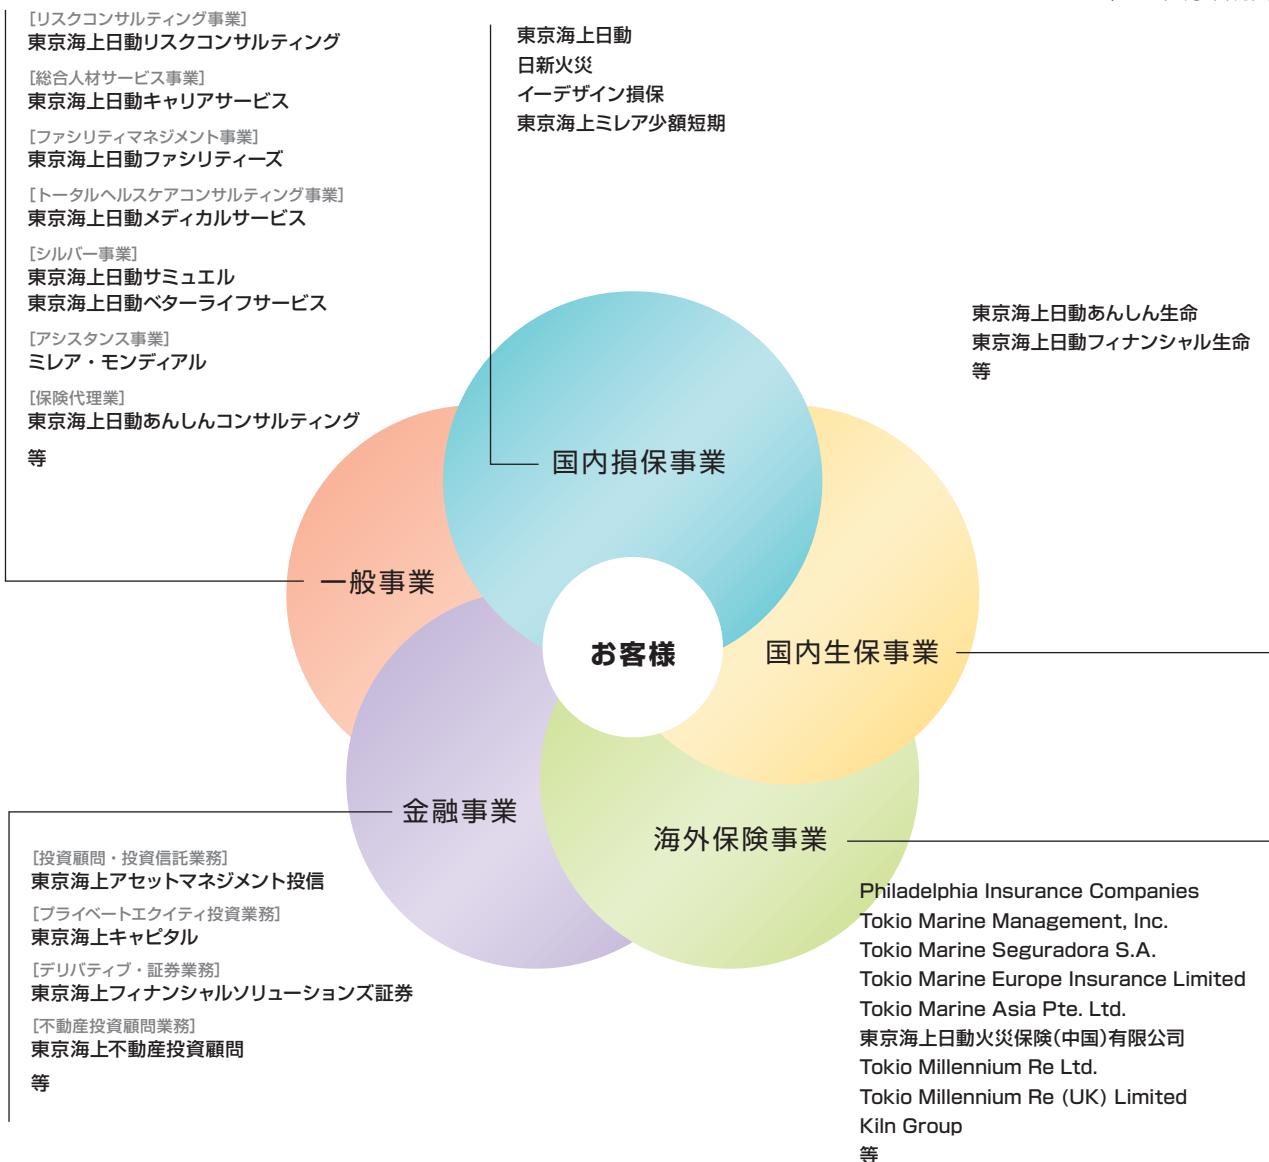 [リスクコンサルティング事業]
東京海上日動リスクコンサルティング
[総合人材サービス事業]
東京海上日動キャリアサービス
[ファシリティマネジメント事業]
東京海上日動ファシリティーズ
[トータルヘルスケアコンサルティング事業]
東京海上日動メディカルサービス
[シルバー事業]
東京海上日動サミュエル
東京海上日動ベターライフサービス
[アシスタンス事業]
ミレア・モンディアル
[保険代理業]
東京海上日動あんしんコンサルティング
等
東京海上日動
日新火災
イーデザイン損保
東京海上ミレア少額短期
東京海上日動あんしん生命
東京海上日動フィナンシャル生命
等
国内損保事業
一般事業
お客様
国内生保事業
金融事業
海外保険事業
[投資顧問・投資信託業務]
東京海上アセットマネジメント投信
[プライベートエクイティ投資業務]
東京海上キャピタル
[デリバティブ・証券業務]
東京海上フィナンシャルソリューションズ証券
[不動産投資顧問業務]
東京海上不動産投資顧問
等
Philadelphia Insurance Companies
Tokio Marine Management, Inc.
Tokio Marine Seguradora S.A.
Tokio Marine Europe Insurance Limited
Tokio Marine Asia Pte. Ltd.
東京海上日動火災保険(中国)有限公司
Tokio Millennium Re Ltd.
Tokio Millennium Re (UK) Limited
Kiln Group
等